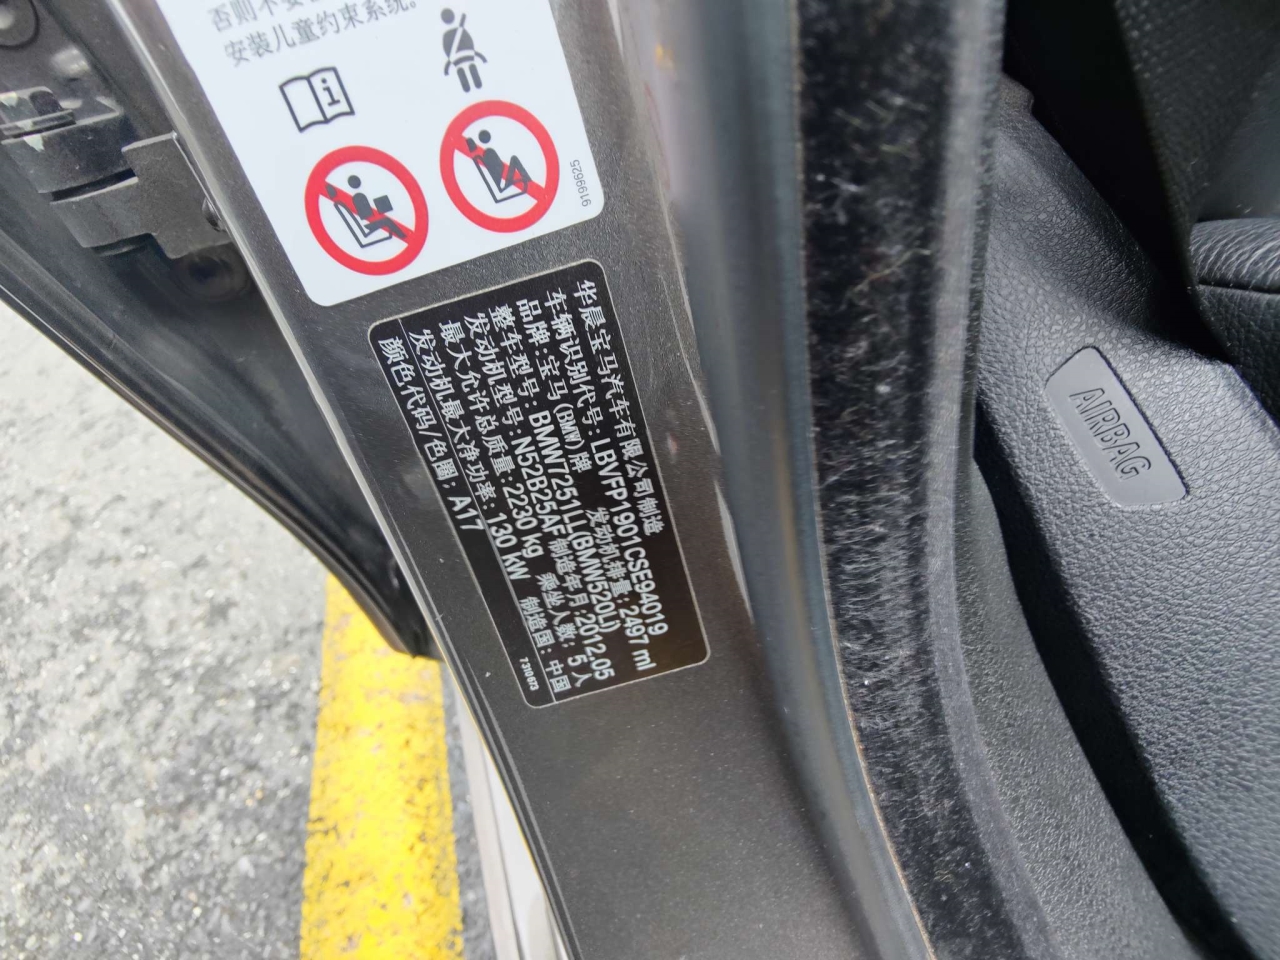 否则不
安装儿童约束系统。
9199625
华晨宝马汽车有限公司制造
车辆识别代号: LBVFP1901CSE94019
品牌:宝马(BMW)牌 发动机排量: 2497 ml
整车型号: BMW7251LL(BMW520LI)
发动机型号: N52B25AF 制造年月:2012.05
最大允许总质量: 2230 kg 乘坐人数: 5 人
发动机最大净功率: 130 KW 制造国: 中国
颜色代码/色圈: A17 7 310 623
AIRBAG